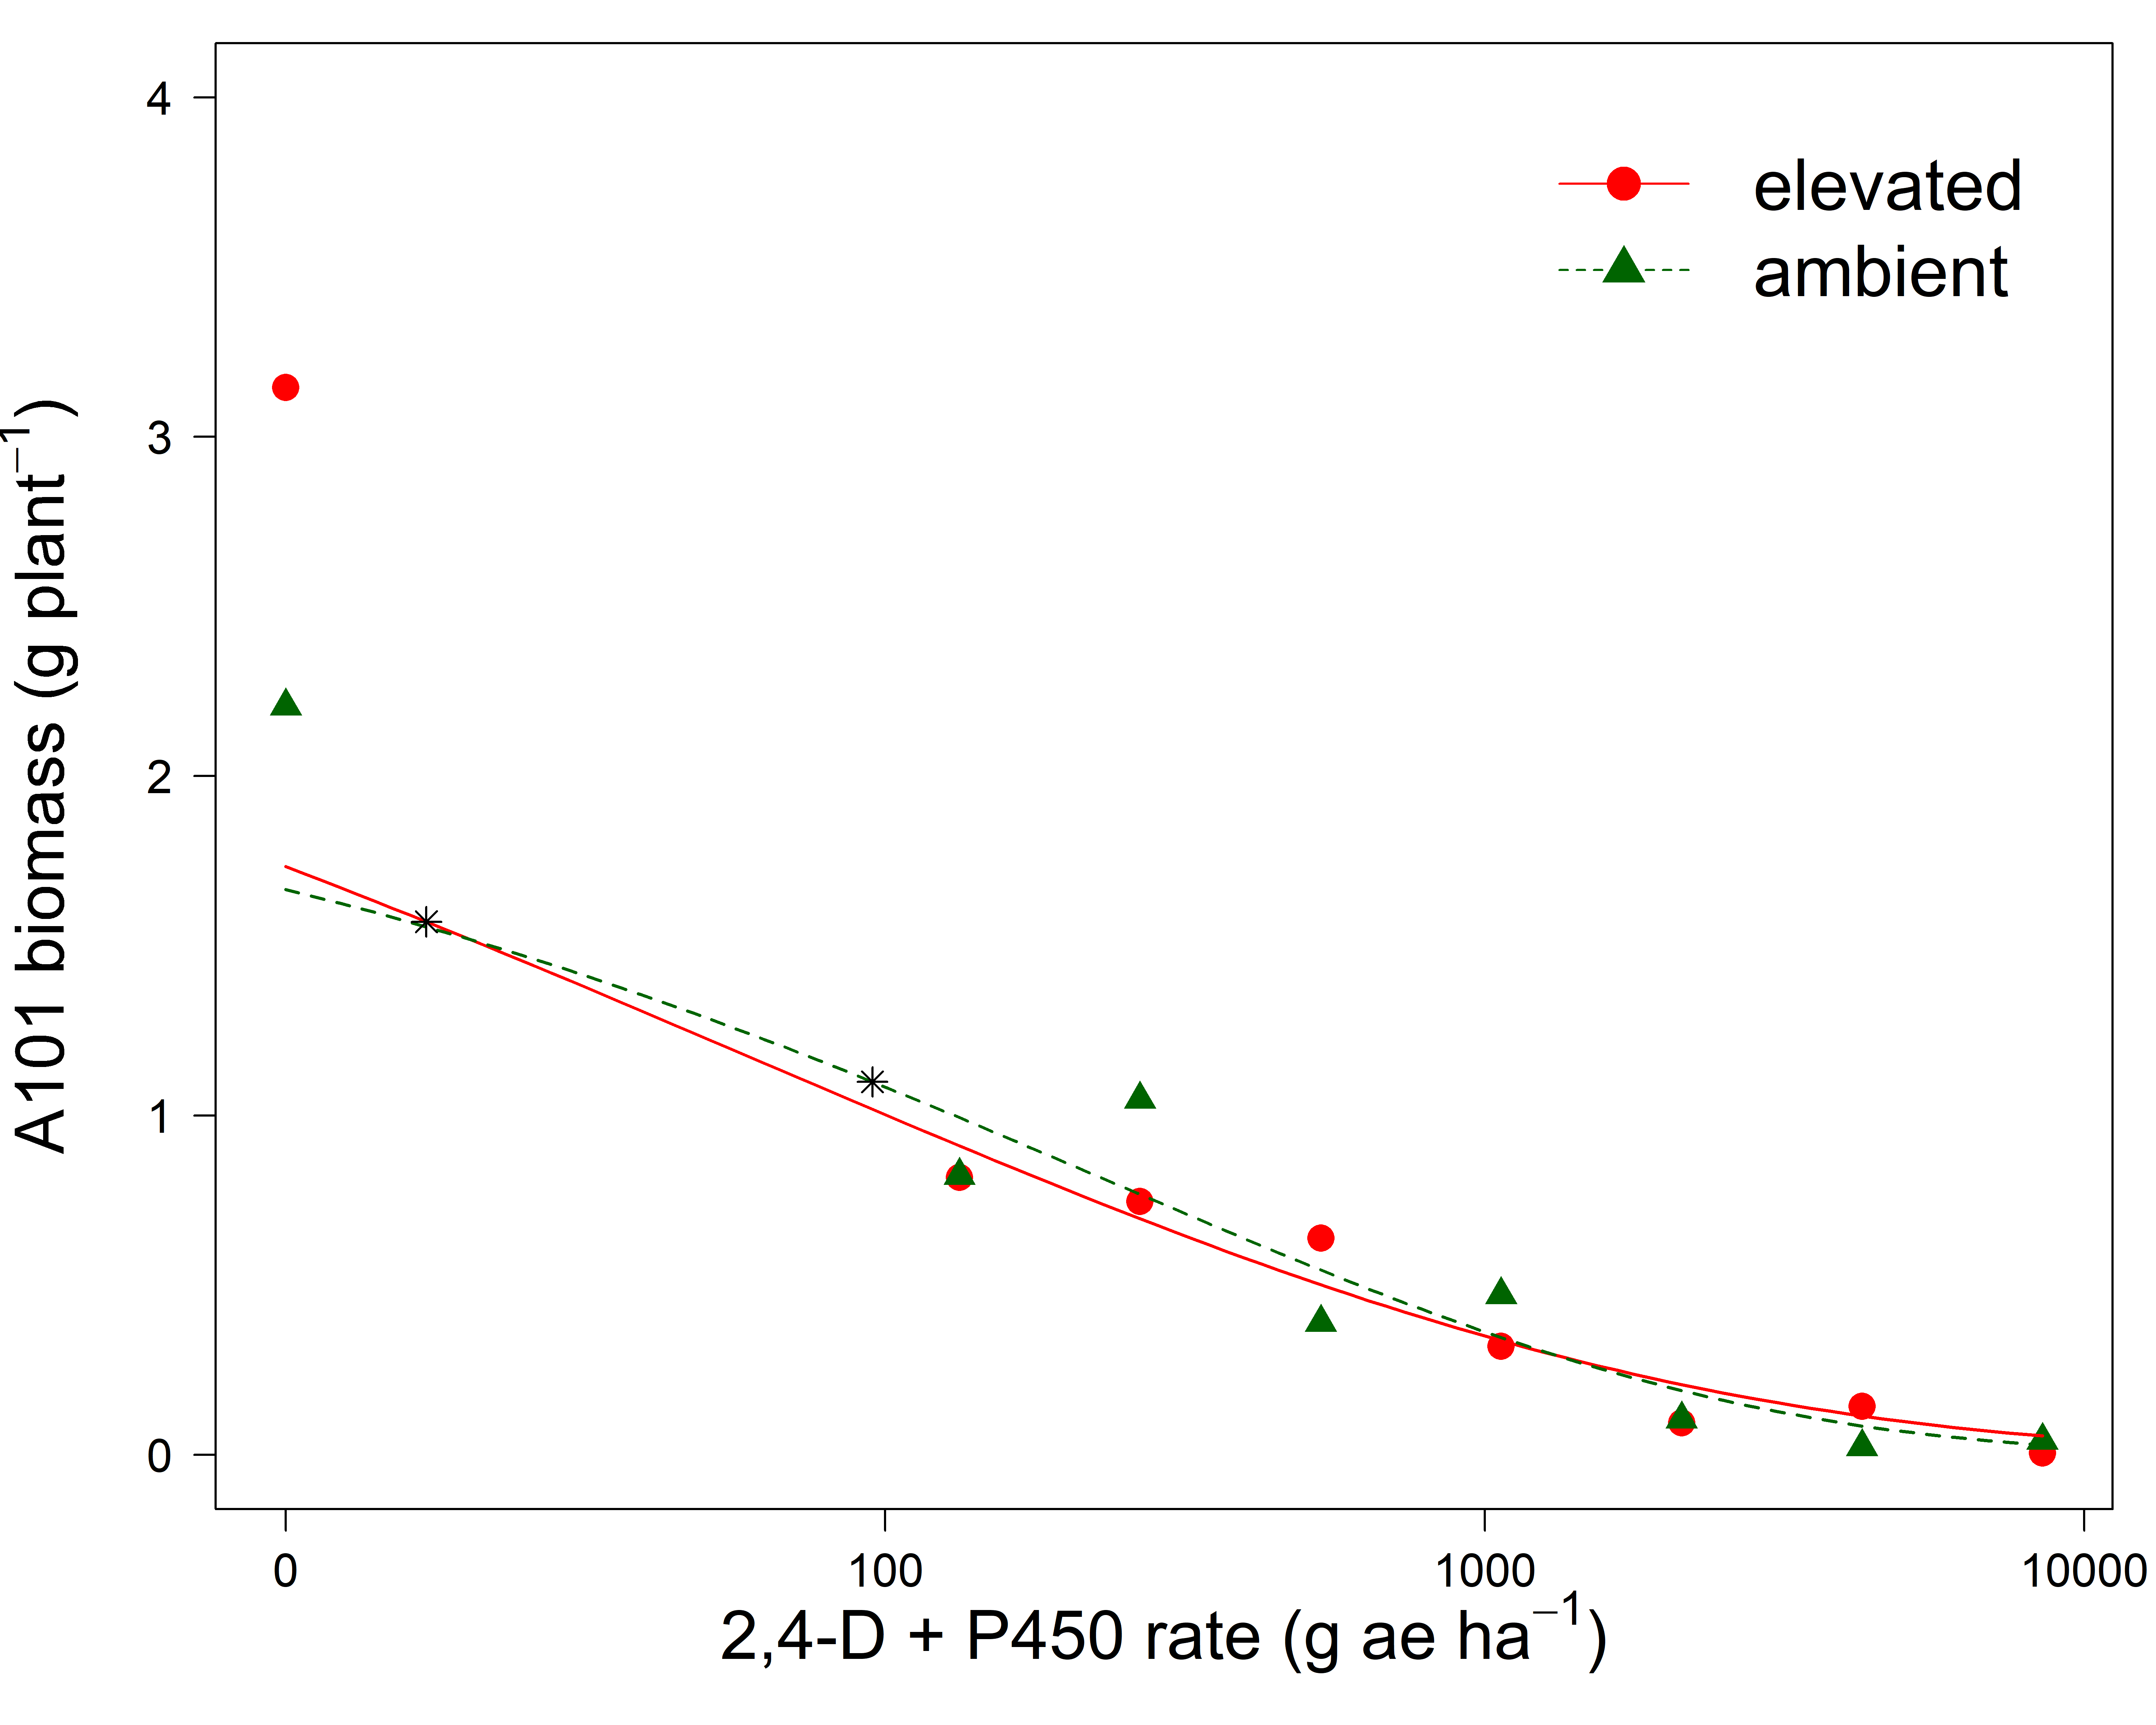 elevated
ambient
4
3
2
1
0
A101 biomass (g plant⁻¹)
0 100 1000 10000
2,4-D + P450 rate (g ae ha⁻¹)